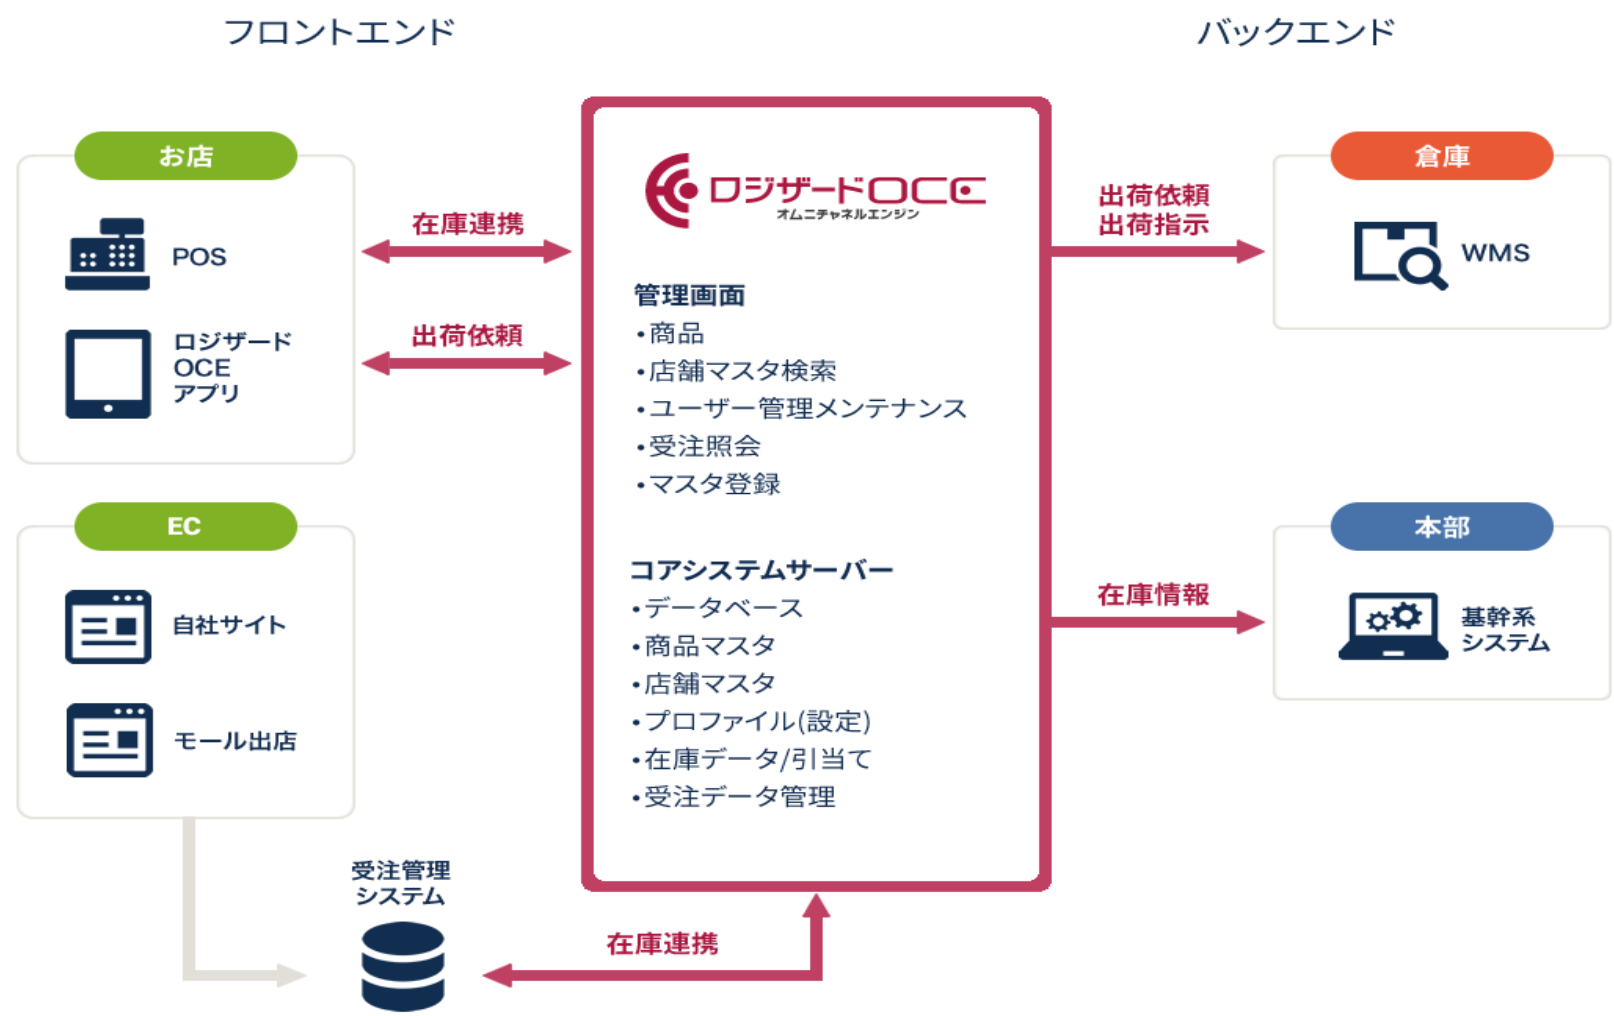 フロントエンド
バックエンド
お店
POS
ロジザード
OCE
アプリ
在庫連携
出荷依頼
EC
自社サイト
モール出店
受注管理
システム
在庫連携
ロジザードOCE
オムニチャネルエンジン
管理画面
•商品
•店舗マスタ検索
•ユーザー管理メンテナンス
•受注照会
•マスタ登録
コアシステムサーバー
•データベース
•商品マスタ
•店舗マスタ
•プロファイル(設定)
•在庫データ/引当て
•受注データ管理
出荷依頼
出荷指示
倉庫
WMS
在庫情報
本部
基幹系
システム